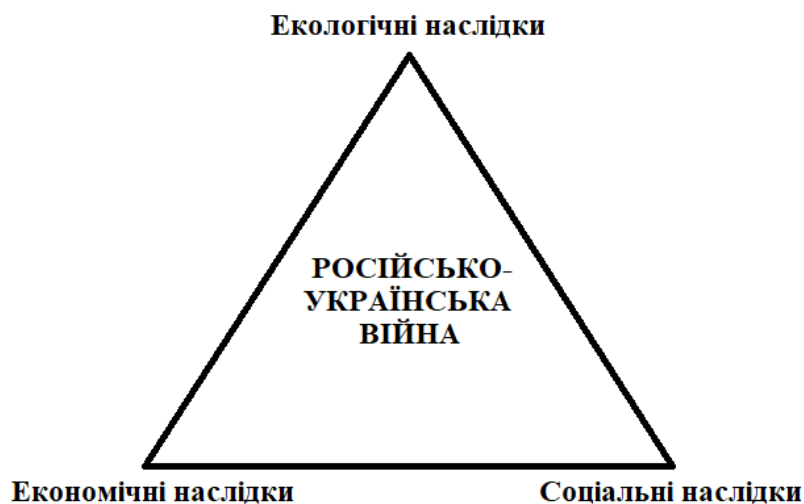 Екологічні наслідки
РОСІЙСЬКО-
УКРАЇНСЬКА
ВІЙНА
Економічні наслідки
Соціальні наслідки